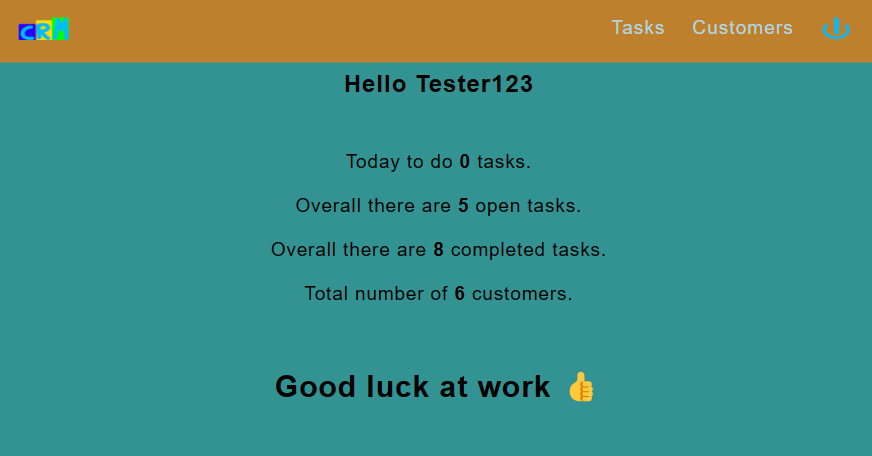 CRM
Tasks Customers
Hello Tester123
Today to do 0 tasks.
Overall there are 5 open tasks.
Overall there are 8 completed tasks.
Total number of 6 customers.
Good luck at work 👍